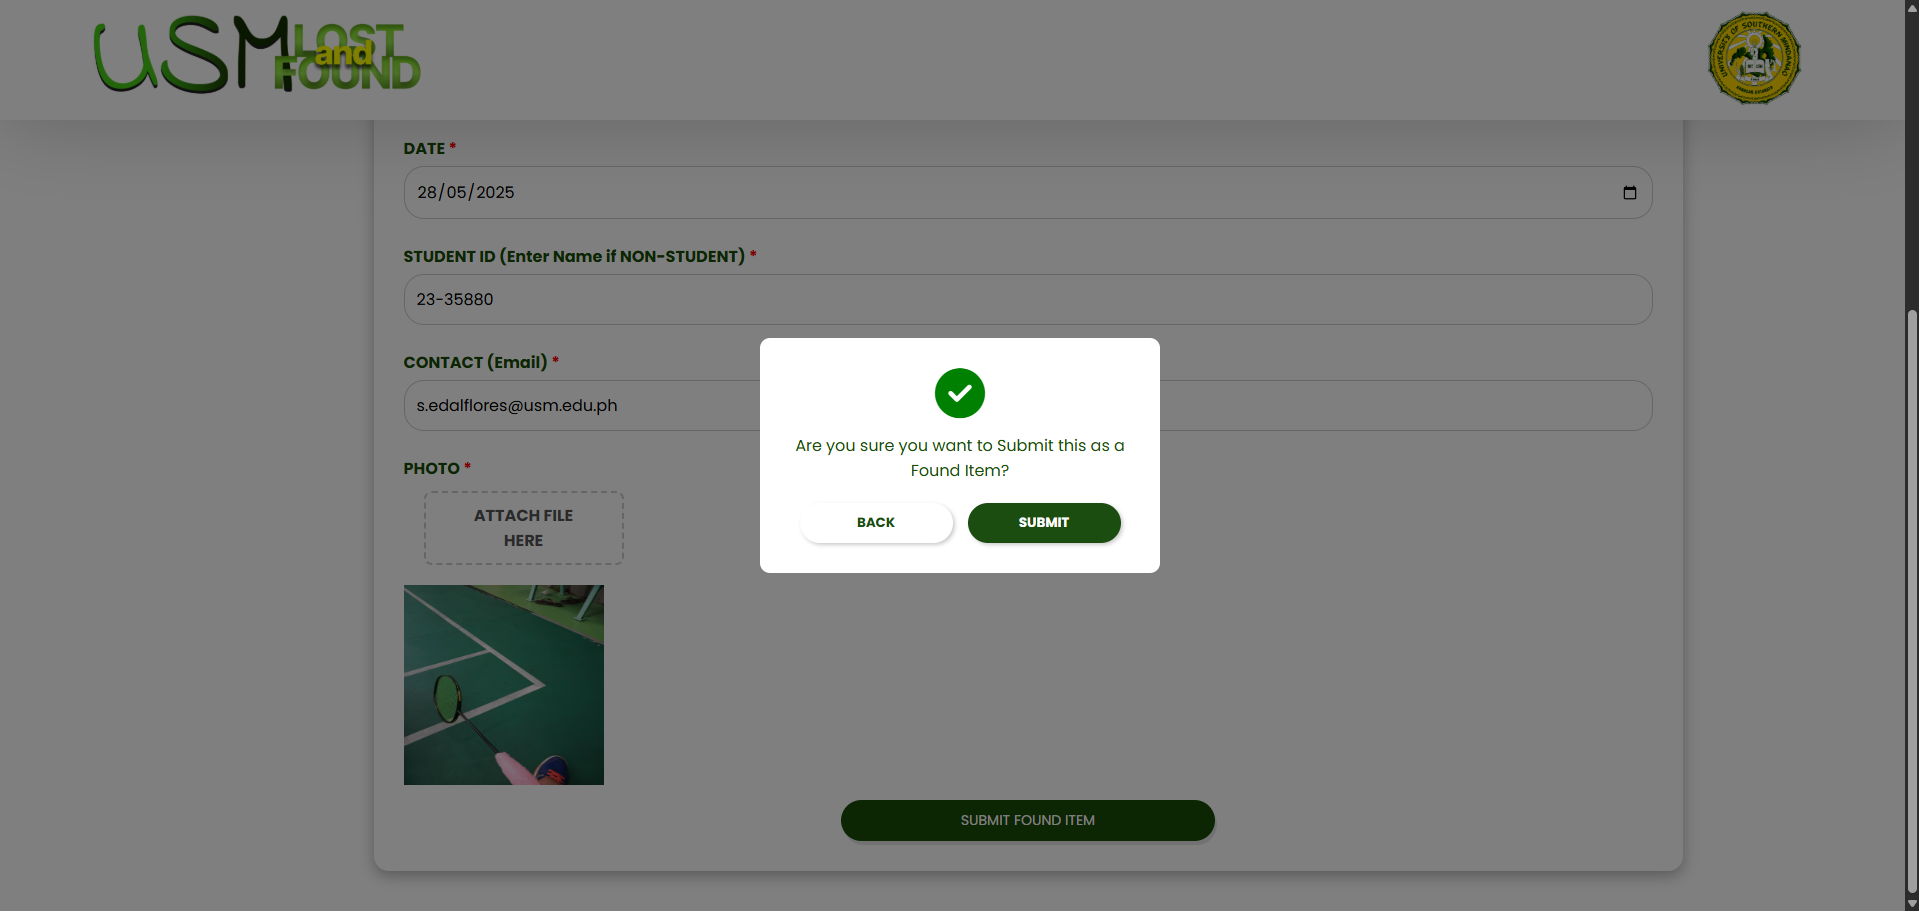 USM LOST
and
FOUND
UNIVERSITY OF SOUTHERN MINDANAO
DATE *
28/05/2025
STUDENT ID (Enter Name if NON-STUDENT) *
23-35880
CONTACT (Email) *
s.edalflores@usm.edu.ph
PHOTO *
ATTACH FILE
HERE
Are you sure you want to Submit this as a
Found Item?
BACK
SUBMIT
SUBMIT FOUND ITEM